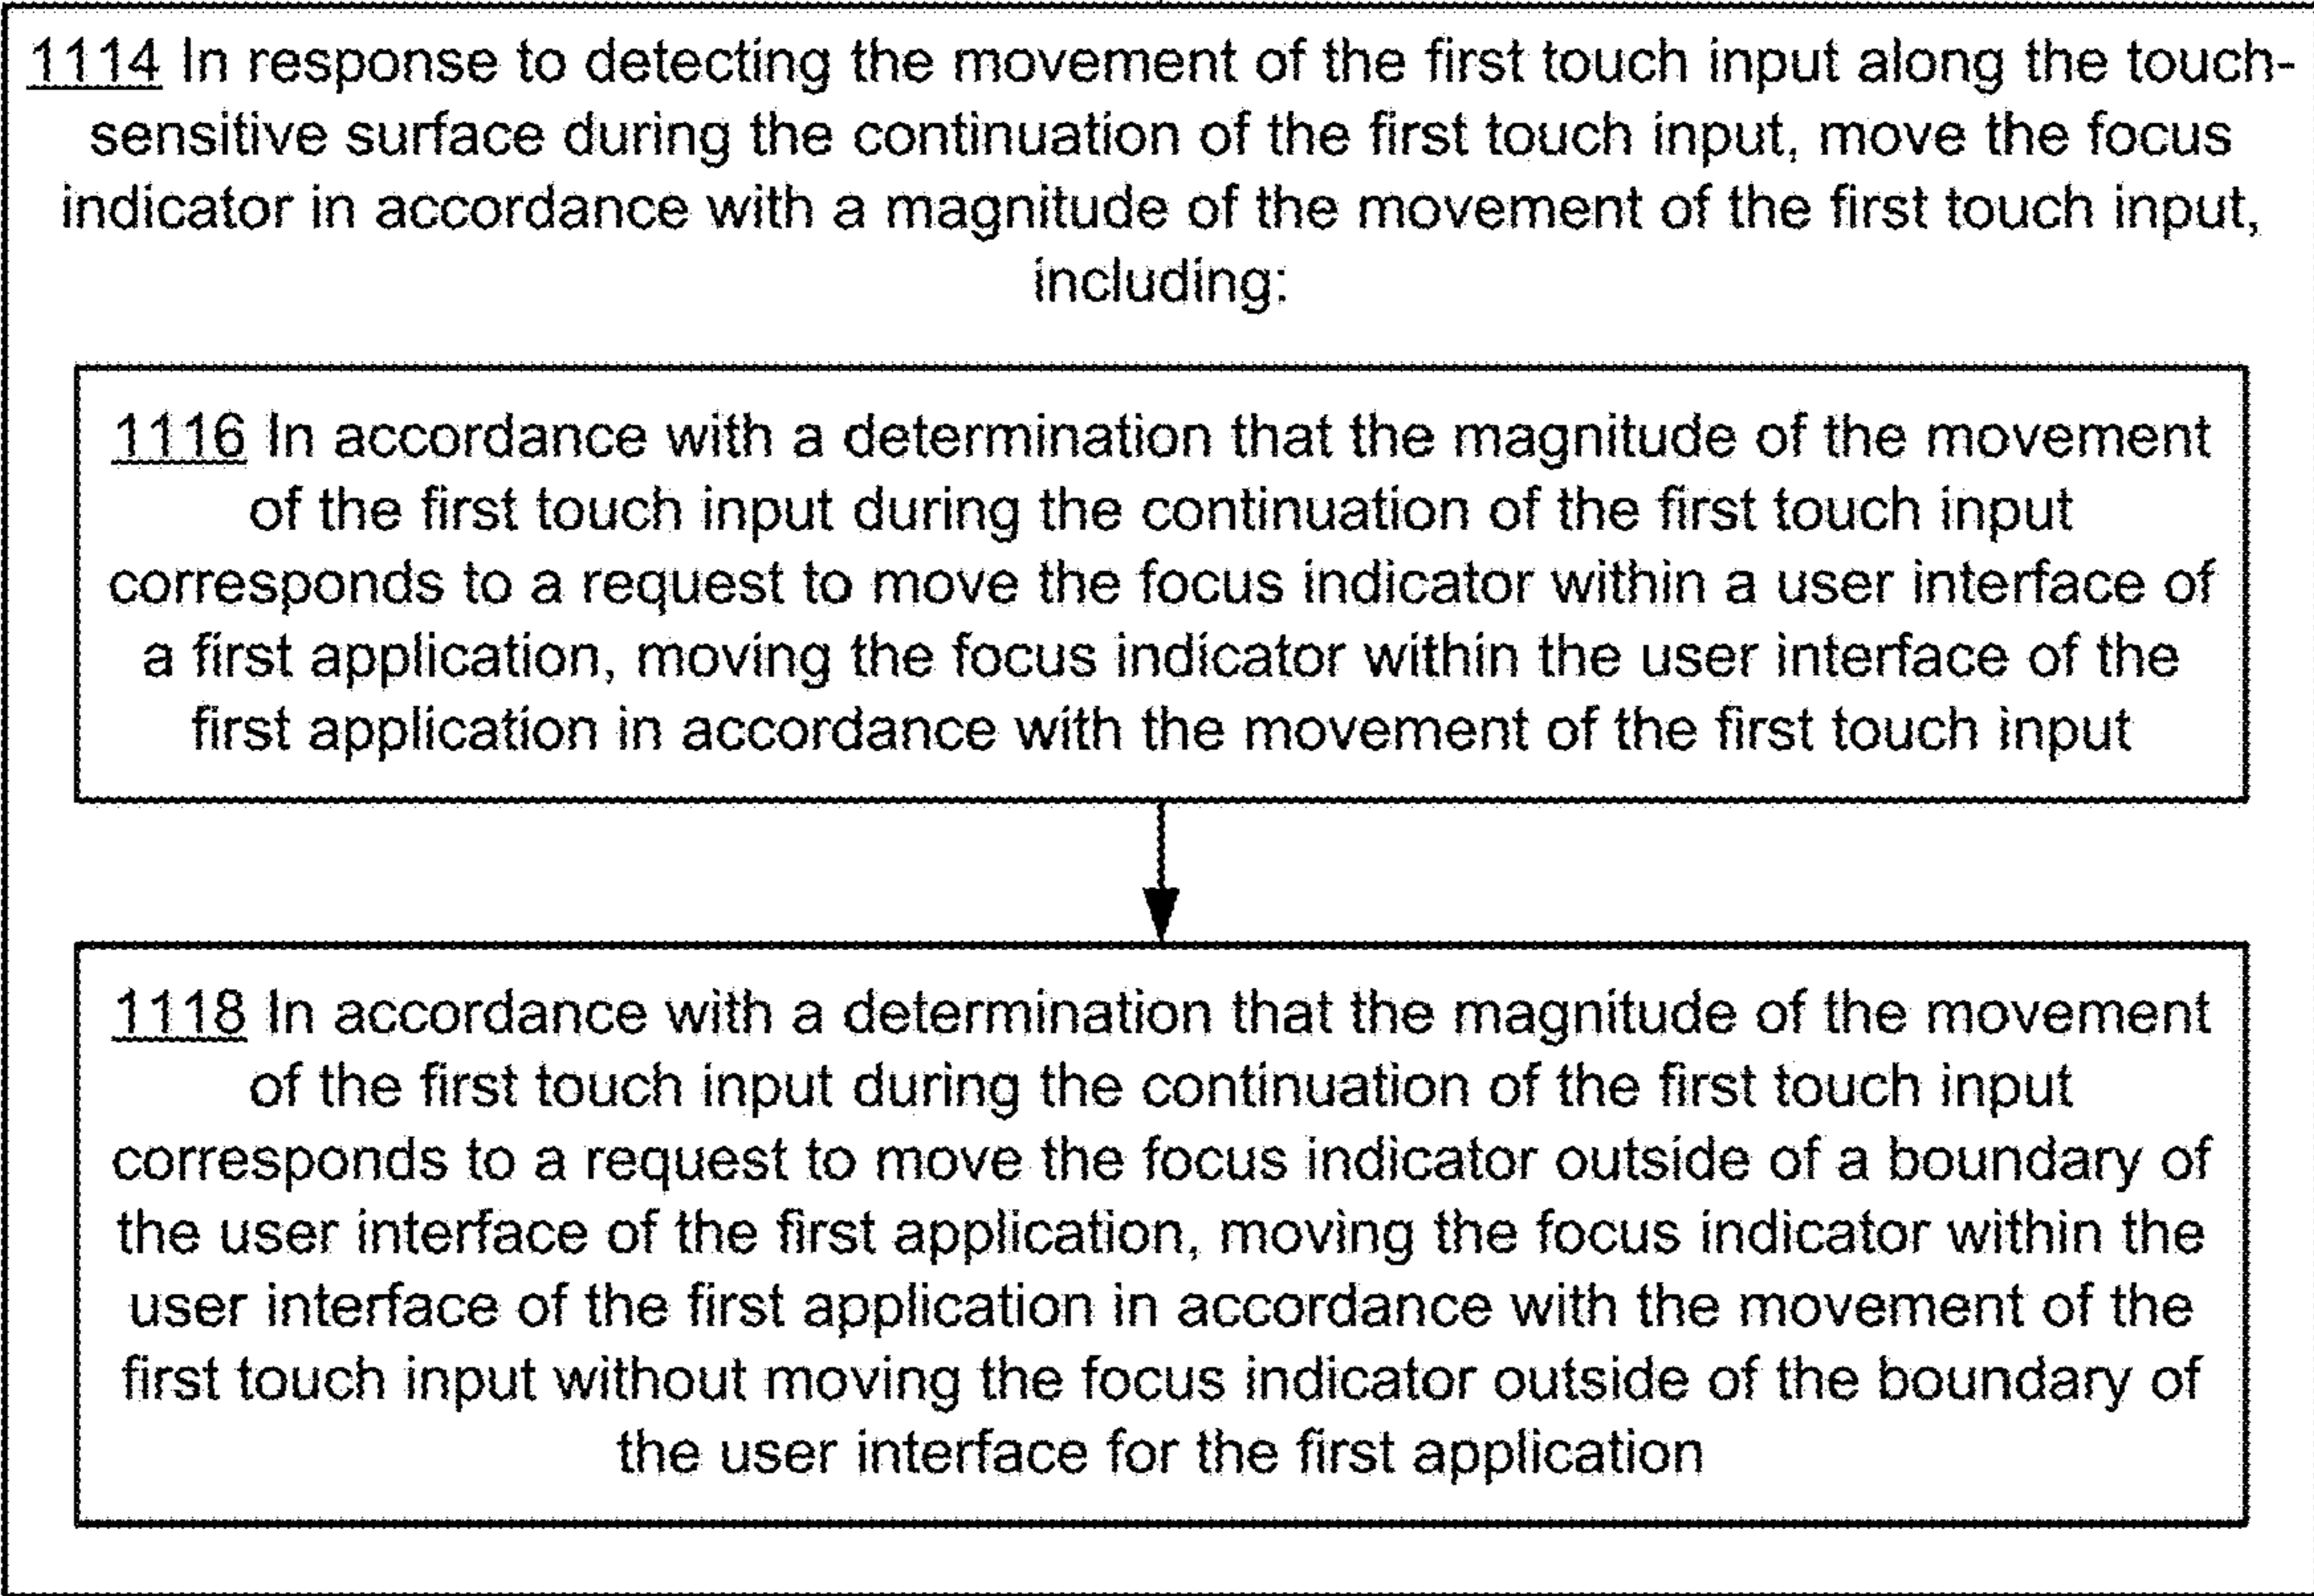 1114 In response to detecting the movement of the first touch input along the touch-
sensitive surface during the continuation of the first touch input, move the focus
indicator in accordance with a magnitude of the movement of the first touch input,
including:
1116 In accordance with a determination that the magnitude of the movement
of the first touch input during the continuation of the first touch input
corresponds to a request to move the focus indicator within a user interface of
a first application, moving the focus indicator within the user interface of the
first application in accordance with the movement of the first touch input
1118 In accordance with a determination that the magnitude of the movement
of the first touch input during the continuation of the first touch input
corresponds to a request to move the focus indicator outside of a boundary of
the user interface of the first application, moving the focus indicator within the
user interface of the first application in accordance with the movement of the
first touch input without moving the focus indicator outside of the boundary of
the user interface for the first application